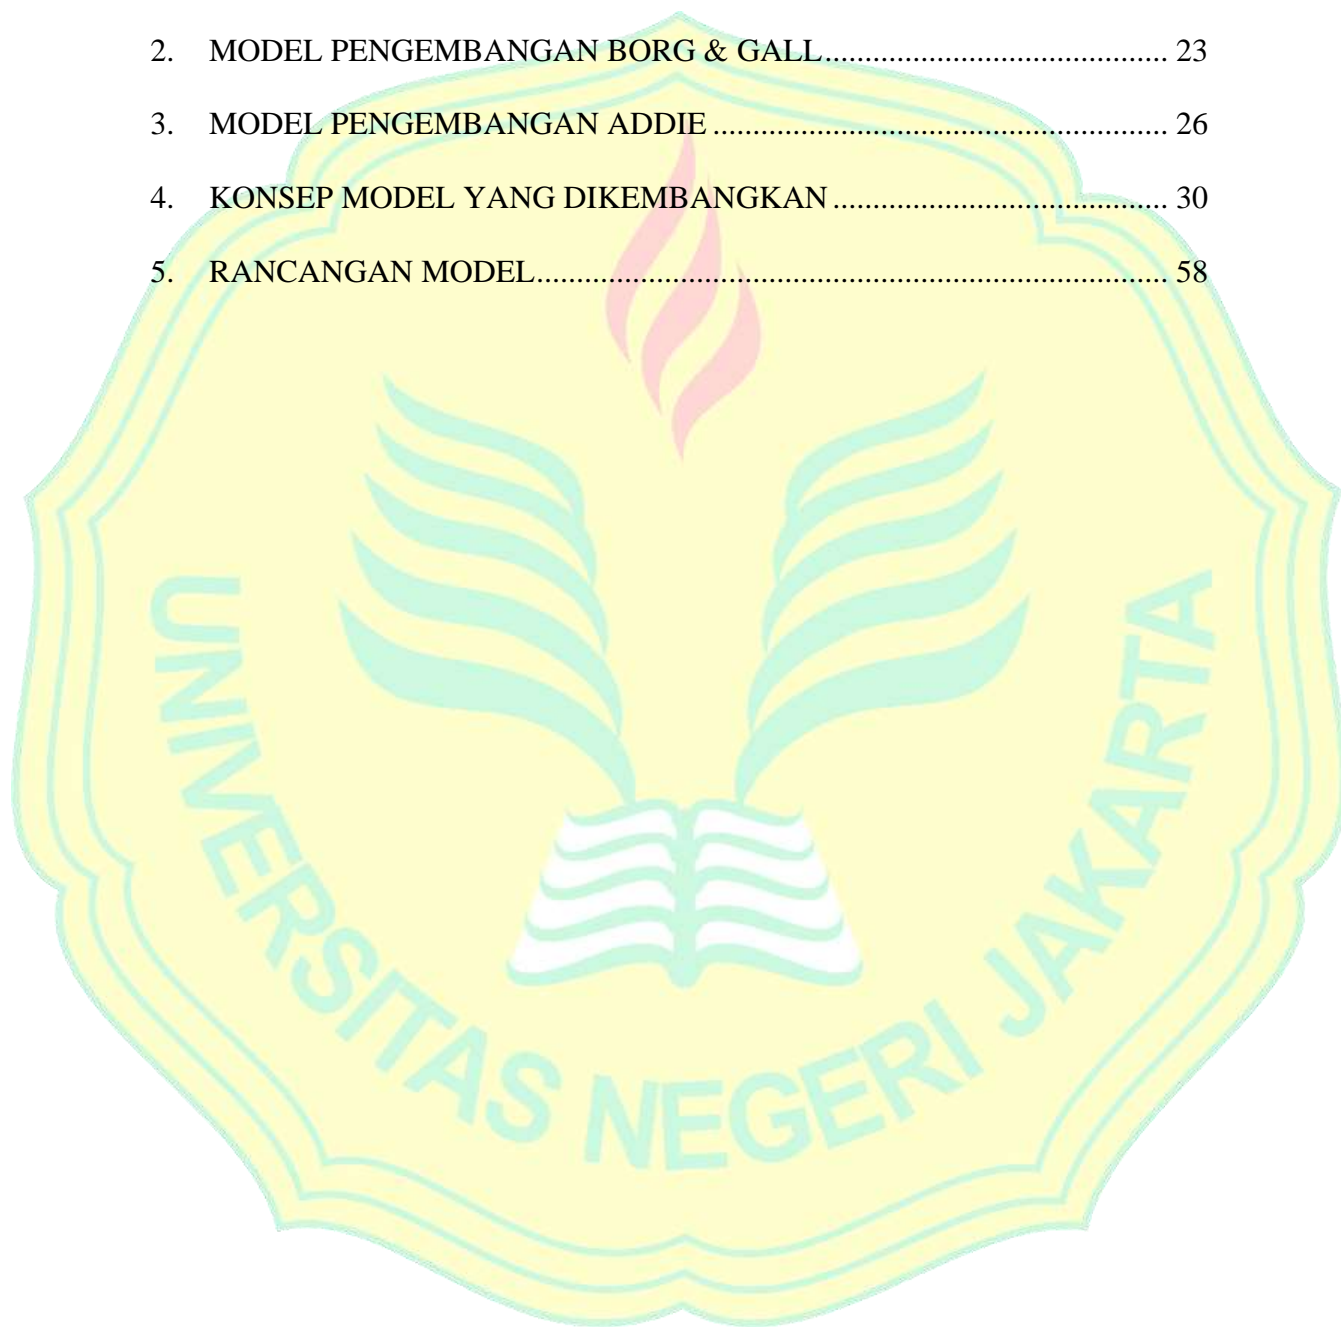 2. MODEL PENGEMBANGAN BORG & GALL.......................................... 23
3. MODEL PENGEMBANGAN ADDIE ........................................................ 26
4. KONSEP MODEL YANG DIKEMBANGKAN ......................................... 30
5. RANCANGAN MODEL............................................................................... 58
UNIVERSITAS NEGERI JAKARTA